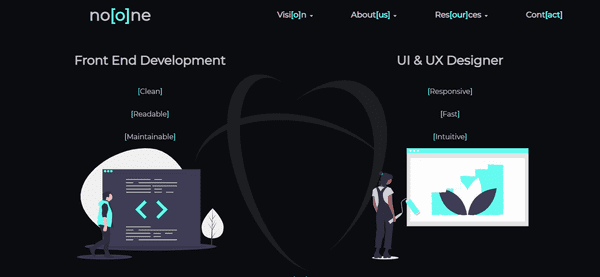 no[o]ne
Visi[o]n About[us] Res[our]ces Cont[act]
Front End Development
[Clean]
[Readable]
[Maintainable]
UI & UX Designer
[Responsive]
[Fast]
[Intuitive]